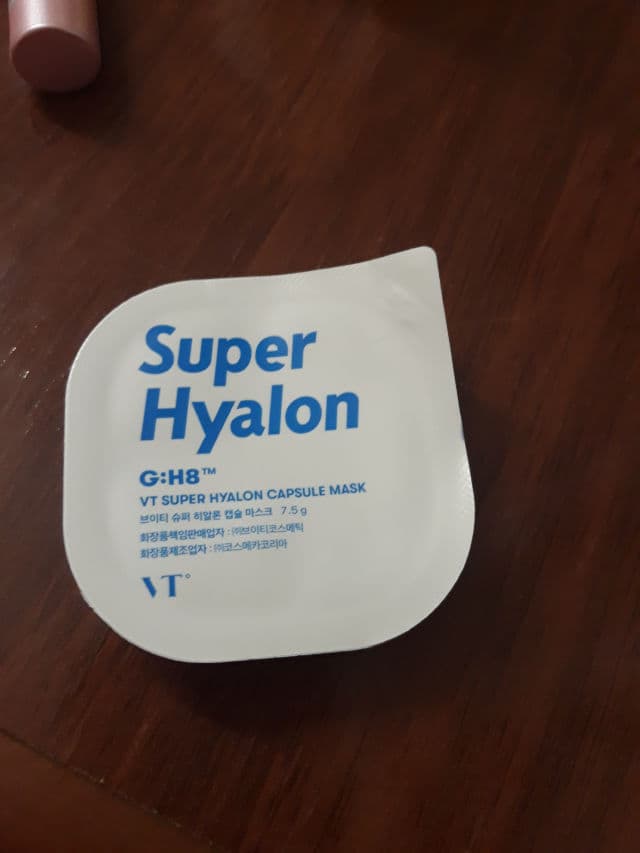 Super
Hyalon
G:H8™
VT SUPER HYALON CAPSULE MASK
브이티 슈퍼 히알론 캡슐 마스크 7.5 g
화장품책임판매업자 : ㈜브이티코스메틱
화장품제조업자 : ㈜코스메카코리아
VT°